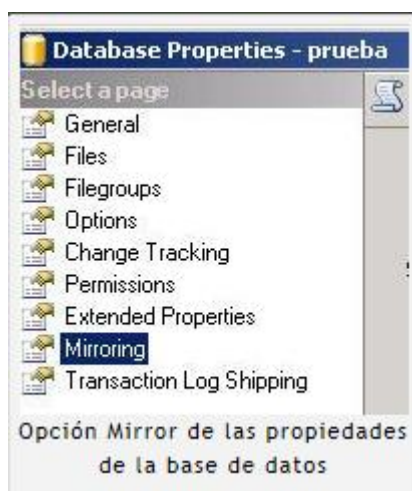 Database Properties - prueba
Select a page
General
Files
Filegroups
Options
Change Tracking
Permissions
Extended Properties
Mirroring
Transaction Log Shipping
Opción Mirror de las propiedades
de la base de datos